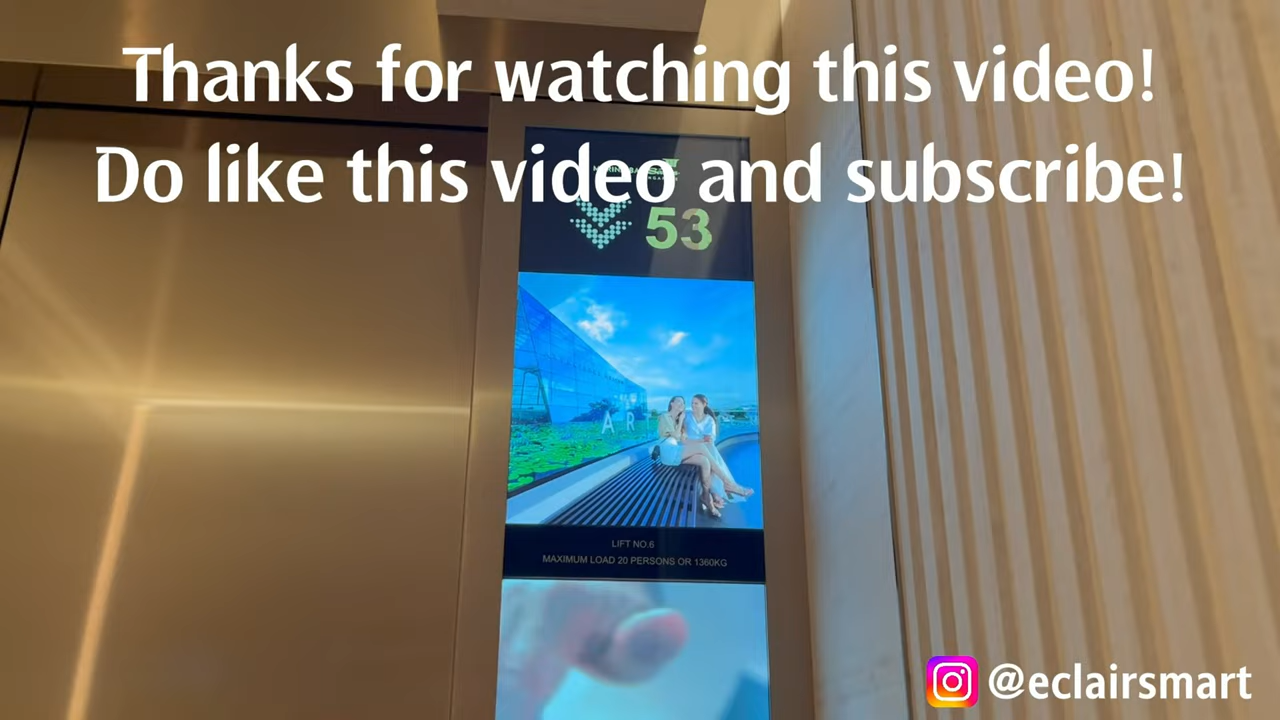 Thanks for watching this video!
Do like this video and subscribe!
53
ART
LIFT NO.6
MAXIMUM LOAD 20 PERSONS OR 1360KG
@eclairsmart